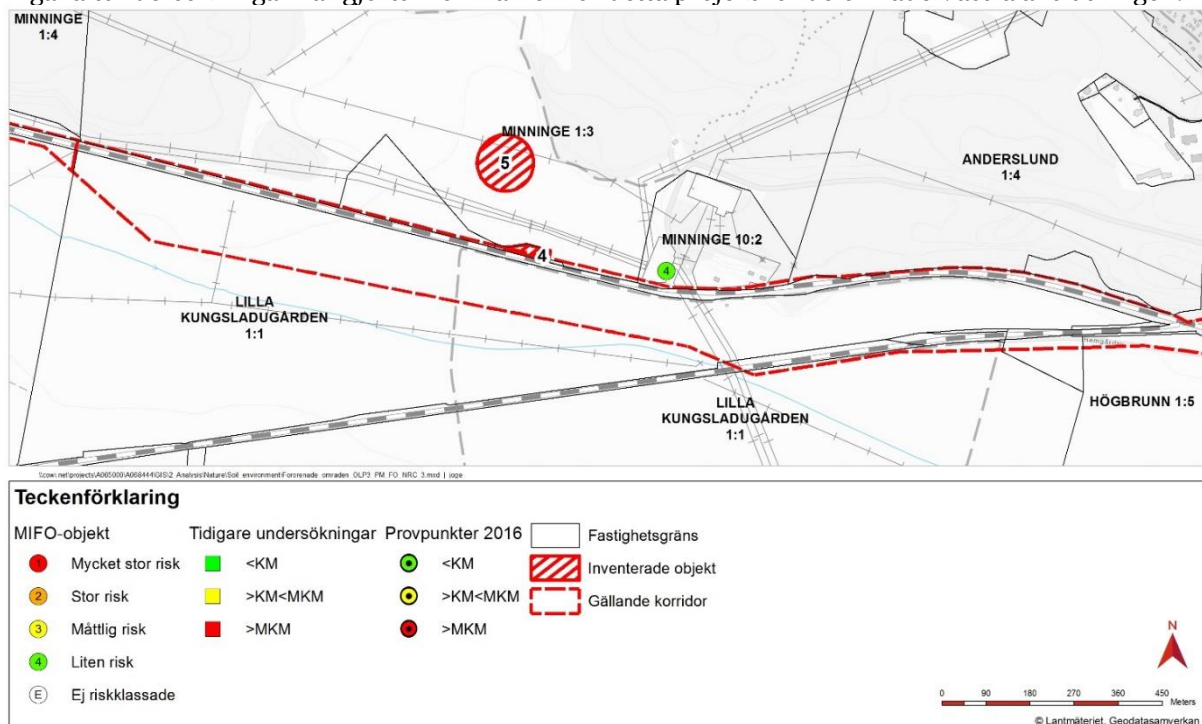 MINNINGE
1:4
MINNINGE 1:3
5
ANDERSLUND
1:4
4
MINNINGE 10:2
4
LILLA
KUNGSLADUGÅRDEN
1:1
HÖGBRUNN 1:5
LILLA
KUNGSLADUGÅRDEN
1:1
Teckenförklaring
MIFO-objekt
1 Mycket stor risk
2 Stor risk
3 Måttlig risk
4 Liten risk
E Ej riskklassade
Tidigare undersökningar
<KM
>KM<MKM
>MKM
Provpunkter 2016
<KM
>KM<MKM
>MKM
Fastighetsgräns
Inventerade objekt
Gällande korridor
N
0 90 180 270 360 450
Meters
© Lantmäteriet, Geodatasamverkan